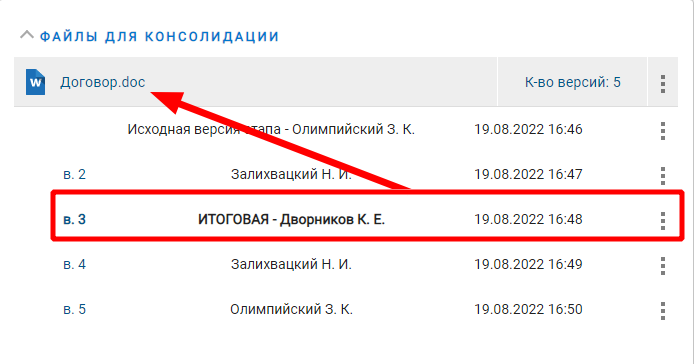 ФАЙЛЫ ДЛЯ КОНСОЛИДАЦИИ
W Договор.doc К-во версий: 5
Исходная версия этапа - Олимпийский З. К. 19.08.2022 16:46
в. 2 Залихвацкий Н. И. 19.08.2022 16:47
в. 3 ИТОГОВАЯ - Дворников К. Е. 19.08.2022 16:48
в. 4 Залихвацкий Н. И. 19.08.2022 16:49
в. 5 Олимпийский З. К. 19.08.2022 16:50